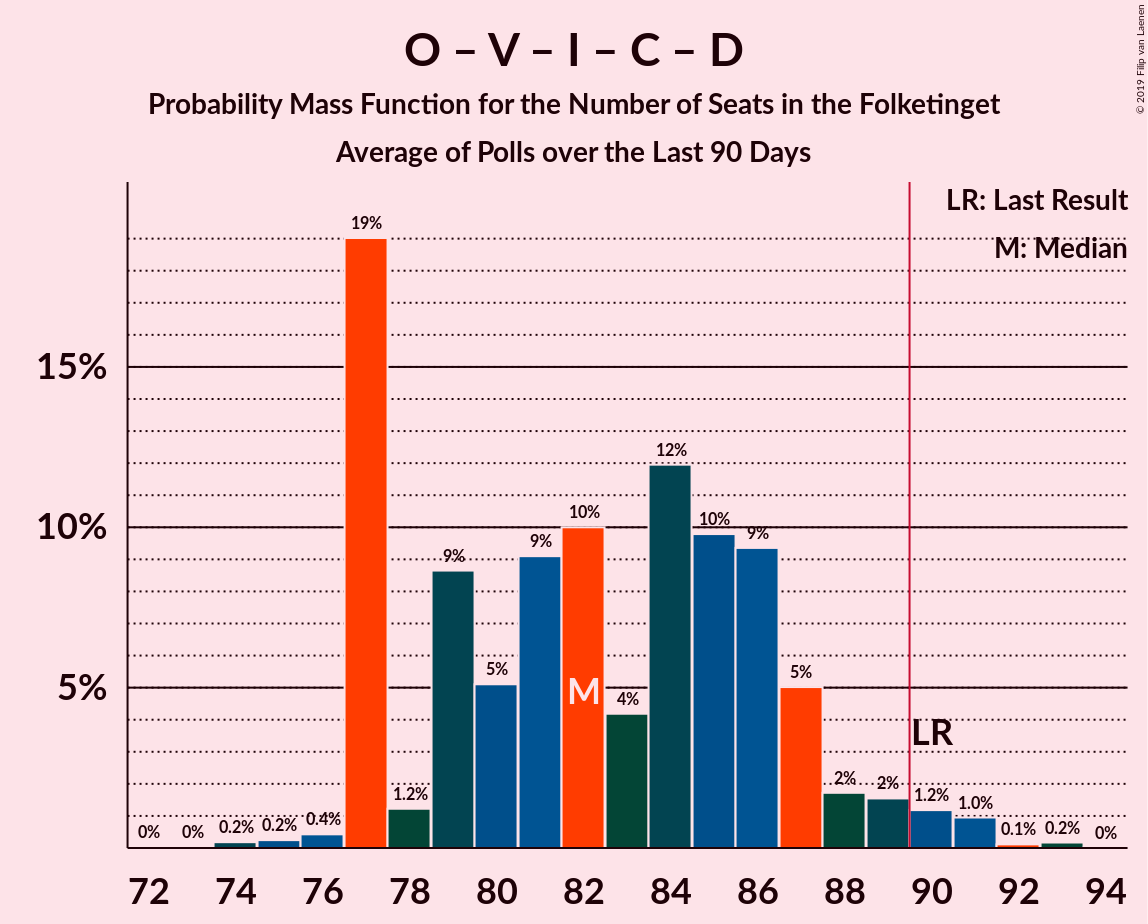 O – V – I – C – D
Probability Mass Function for the Number of Seats in the Folketinget
Average of Polls over the Last 90 Days
© 2019 Filip van Laenen
LR: Last Result
M: Median
19%
15%
12%
10%
10%
10%
9%
9%
9%
5%
5%
5%
M
4%
LR
2%
2%
1.2%
1.2%
1.0%
0%
0%
0.2%
0.2%
0.4%
0.1%
0.2%
0%
72 74 76 78 80 82 84 86 88 90 92 94